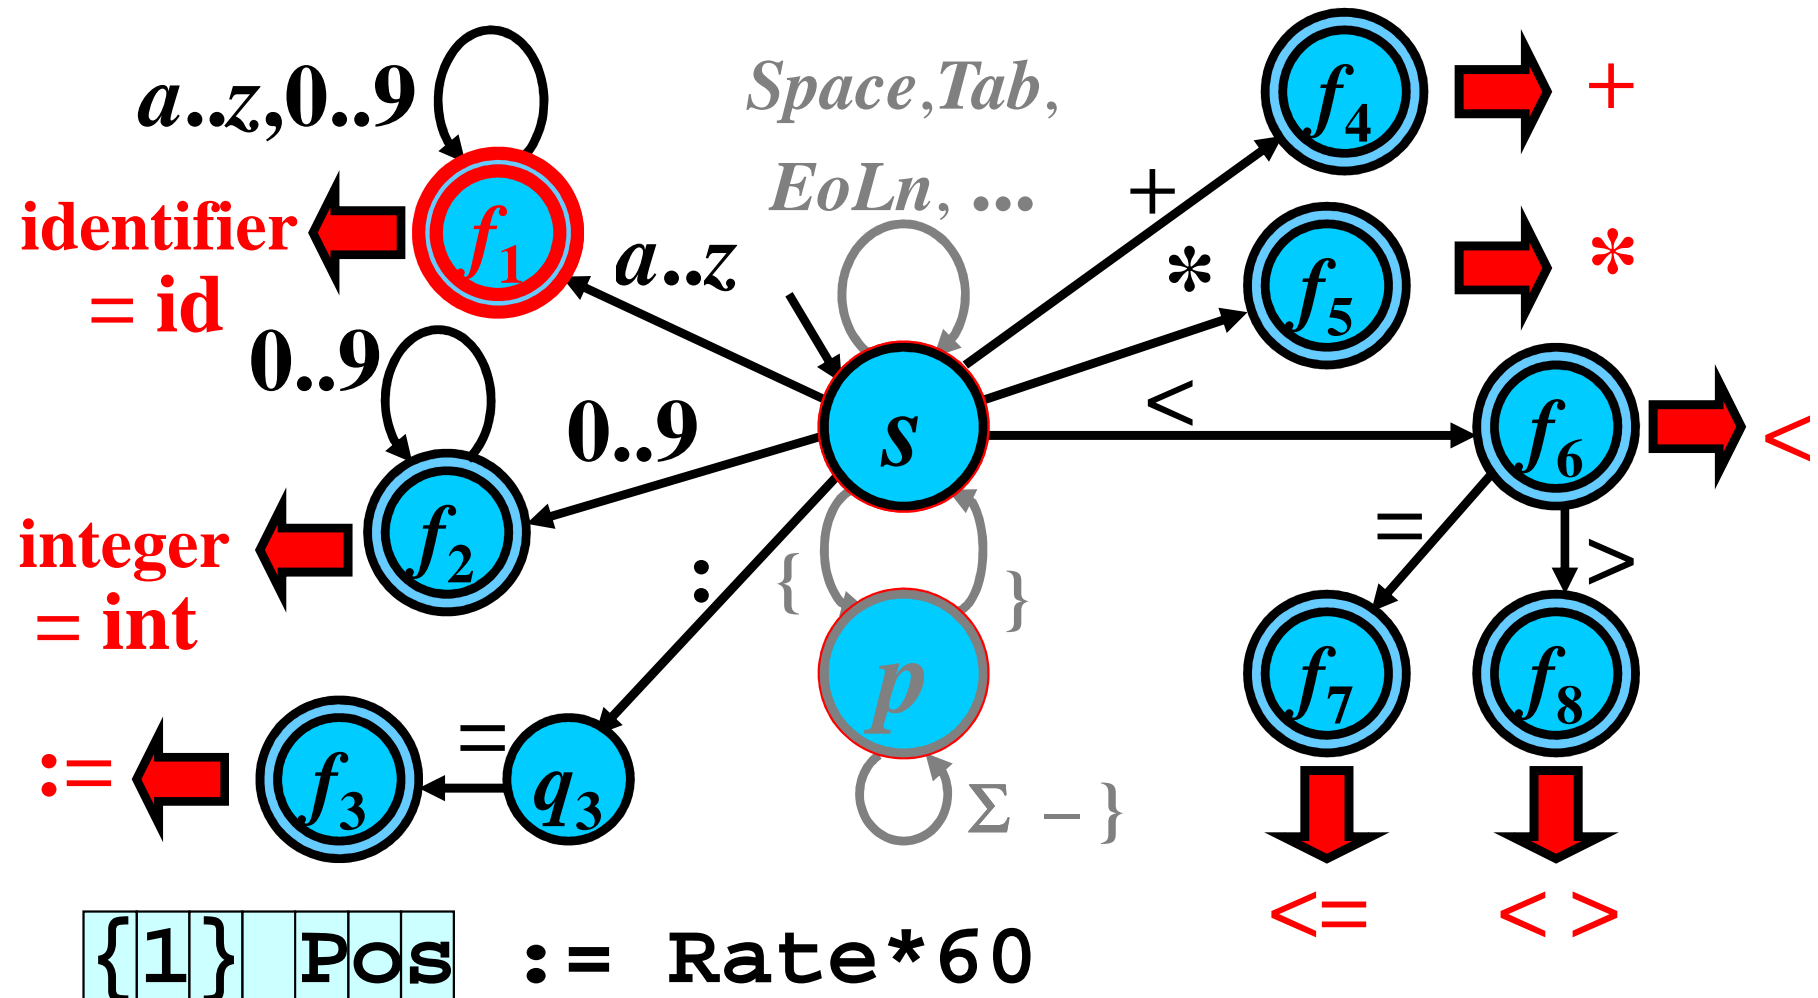 a..z,0..9
Space,Tab,
EoLn, ...
f4
+
identifier
= id
f1
a..z
+
*
f5
*
0..9
0..9
s
<
f6
<
integer
= int
f2
:
{
}
=
>
p
f7
f8
:=
f3
=
q3
Σ – }
<=
< >
{1} Pos := Rate*60